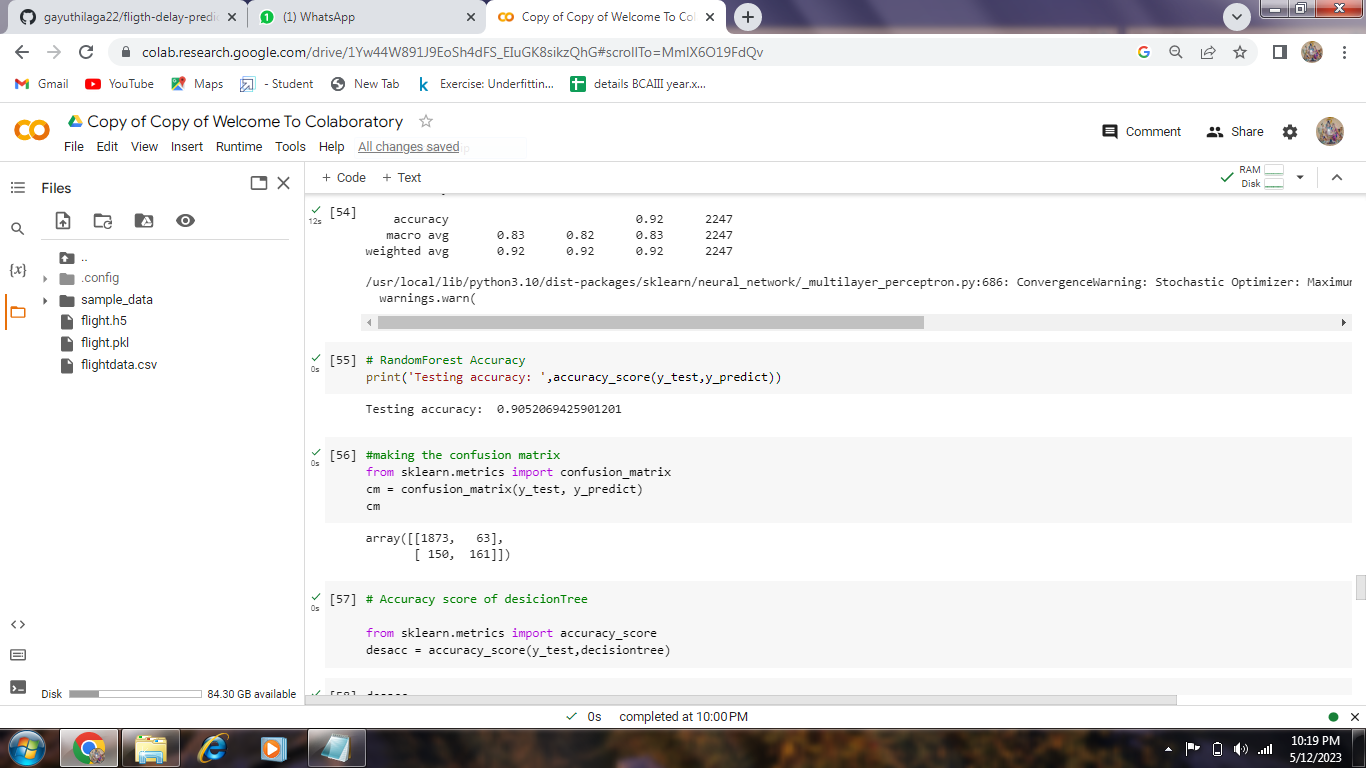 gayuthilaga22/fligth-delay-predi
(1) WhatsApp
Copy of Copy of Welcome To Col
colab.research.google.com/drive/1Yw44W891J9EoSh4dFS_EIuGK8sikzQhG#scrollTo=MmIX6O19FdQv
Gmail YouTube Maps - Student New Tab Exercise: Underfittin... details BCAIII year.x...
Copy of Copy of Welcome To Colaboratory
Comment Share
File Edit View Insert Runtime Tools Help All changes saved
Files
+ Code + Text
RAM
Disk
..
.config
sample_data
flight.h5
flight.pkl
flightdata.csv
[54]
12s
accuracy 0.92 2247
macro avg 0.83 0.82 0.83 2247
weighted avg 0.92 0.92 0.92 2247
/usr/local/lib/python3.10/dist-packages/sklearn/neural_network/_multilayer_perceptron.py:686: ConvergenceWarning: Stochastic Optimizer: Maximum
warnings.warn(
[55] # RandomForest Accuracy
0s
print('Testing accuracy: ',accuracy_score(y_test,y_predict))
Testing accuracy: 0.9052069425901201
[56] #making the confusion matrix
0s
from sklearn.metrics import confusion_matrix
cm = confusion_matrix(y_test, y_predict)
cm
array([[1873, 63],
[ 150, 161]])
[57] # Accuracy score of desicionTree
0s
from sklearn.metrics import accuracy_score
desacc = accuracy_score(y_test,decisiontree)
[58] desacc
Disk 84.30 GB available
0s completed at 10:00 PM
10:19 PM
5/12/2023